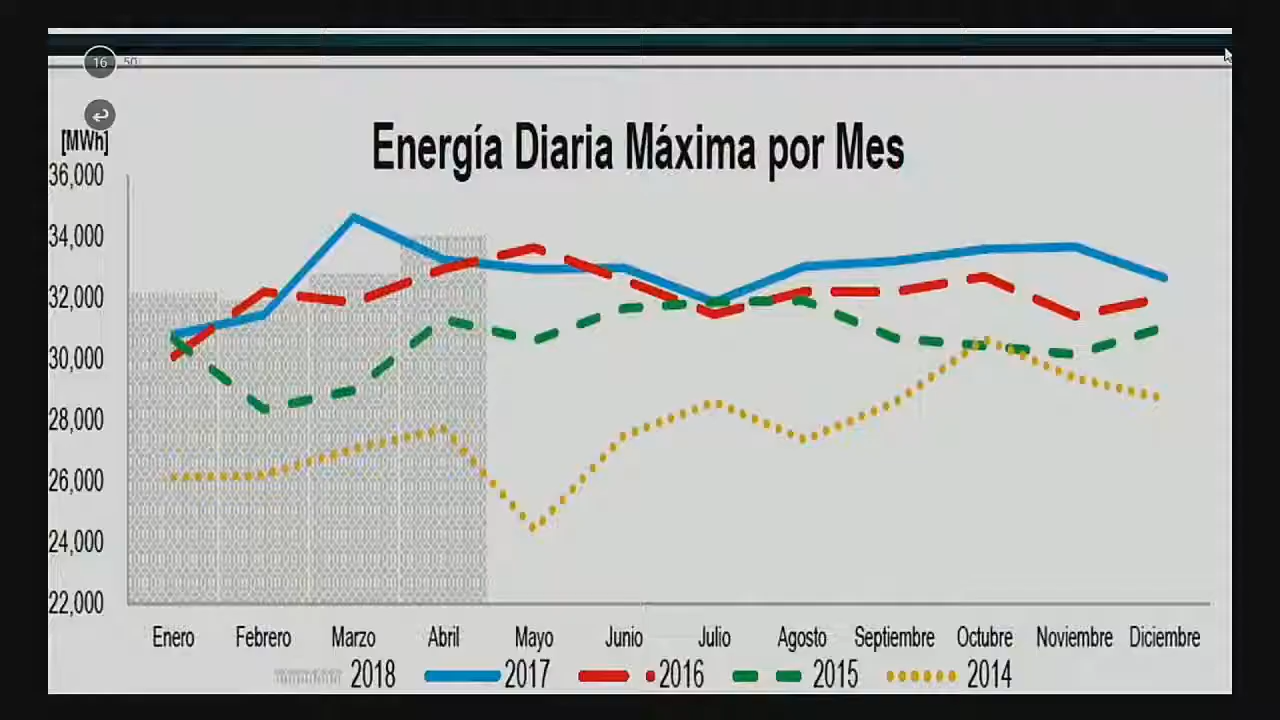 16 50
[MWh]
Energía Diaria Máxima por Mes
36,000
34,000
32,000
30,000
28,000
26,000
24,000
22,000
Enero Febrero Marzo Abril Mayo Junio Julio Agosto Septiembre Octubre Noviembre Diciembre
2018 2017 2016 2015 2014